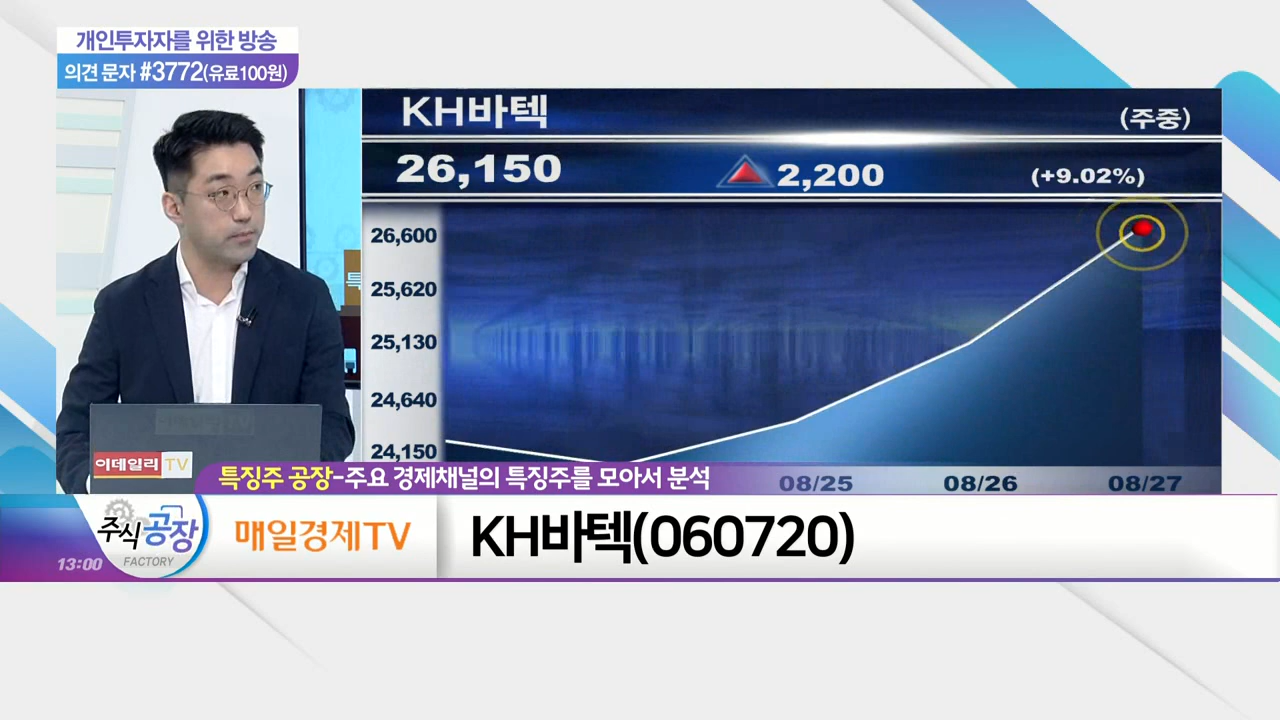 개인투자자를 위한 방송
의견 문자 #3772(유료100원)
KH바텍
(주중)
26,150
2,200
(+9.02%)
26,600
25,620
25,130
24,640
24,150
08/25
08/26
08/27
특
이데일리 TV
특징주 공장-주요 경제채널의 특징주를 모아서 분석
주식공장
FACTORY
13:00
매일경제TV
KH바텍(060720)